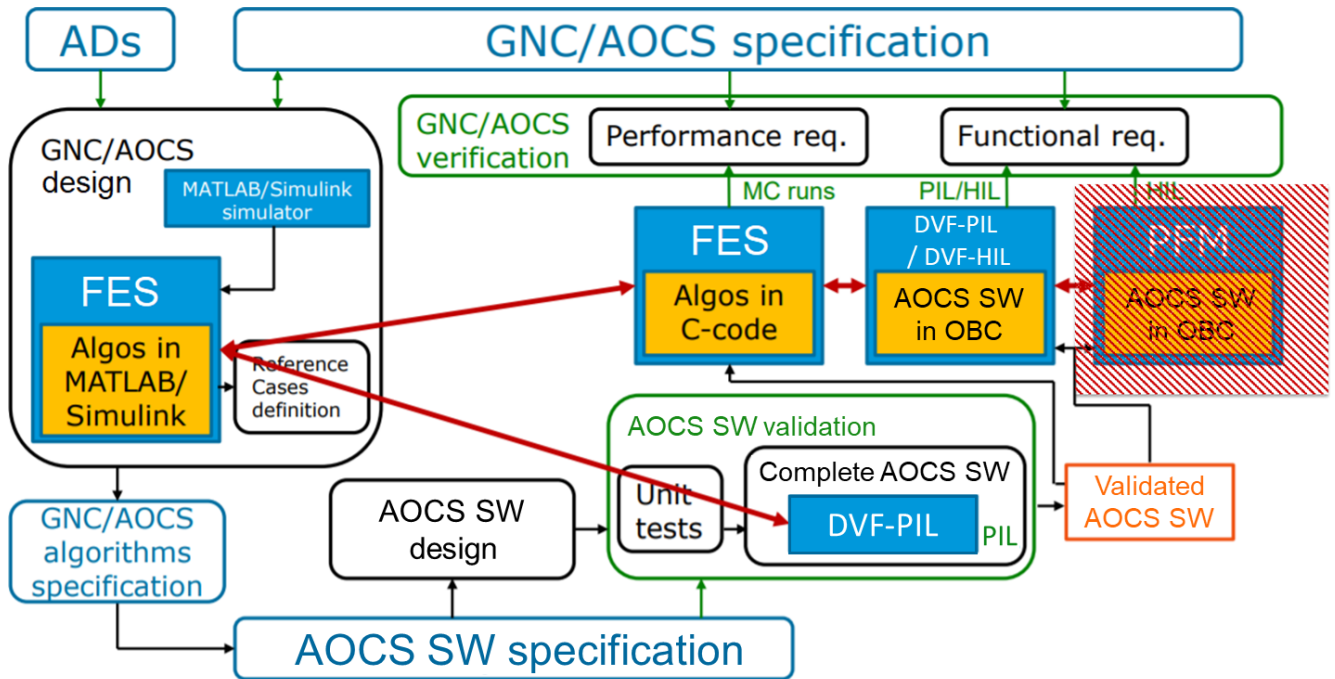 ADs
GNC/AOCS specification
GNC/AOCS
design
MATLAB/Simulink
simulator
FES
Algos in
MATLAB/
Simulink
Reference
Cases
definition
GNC/AOCS
verification
Performance req.
Functional req.
MC runs
PIL/HIL
HIL
FES
Algos in
C-code
DVF-PIL
/ DVF-HIL
AOCS SW
in OBC
PFM
AOCS SW
in OBC
GNC/AOCS
algorithms
specification
AOCS SW
design
AOCS SW validation
Unit
tests
Complete AOCS SW
DVF-PIL
PIL
Validated
AOCS SW
AOCS SW specification